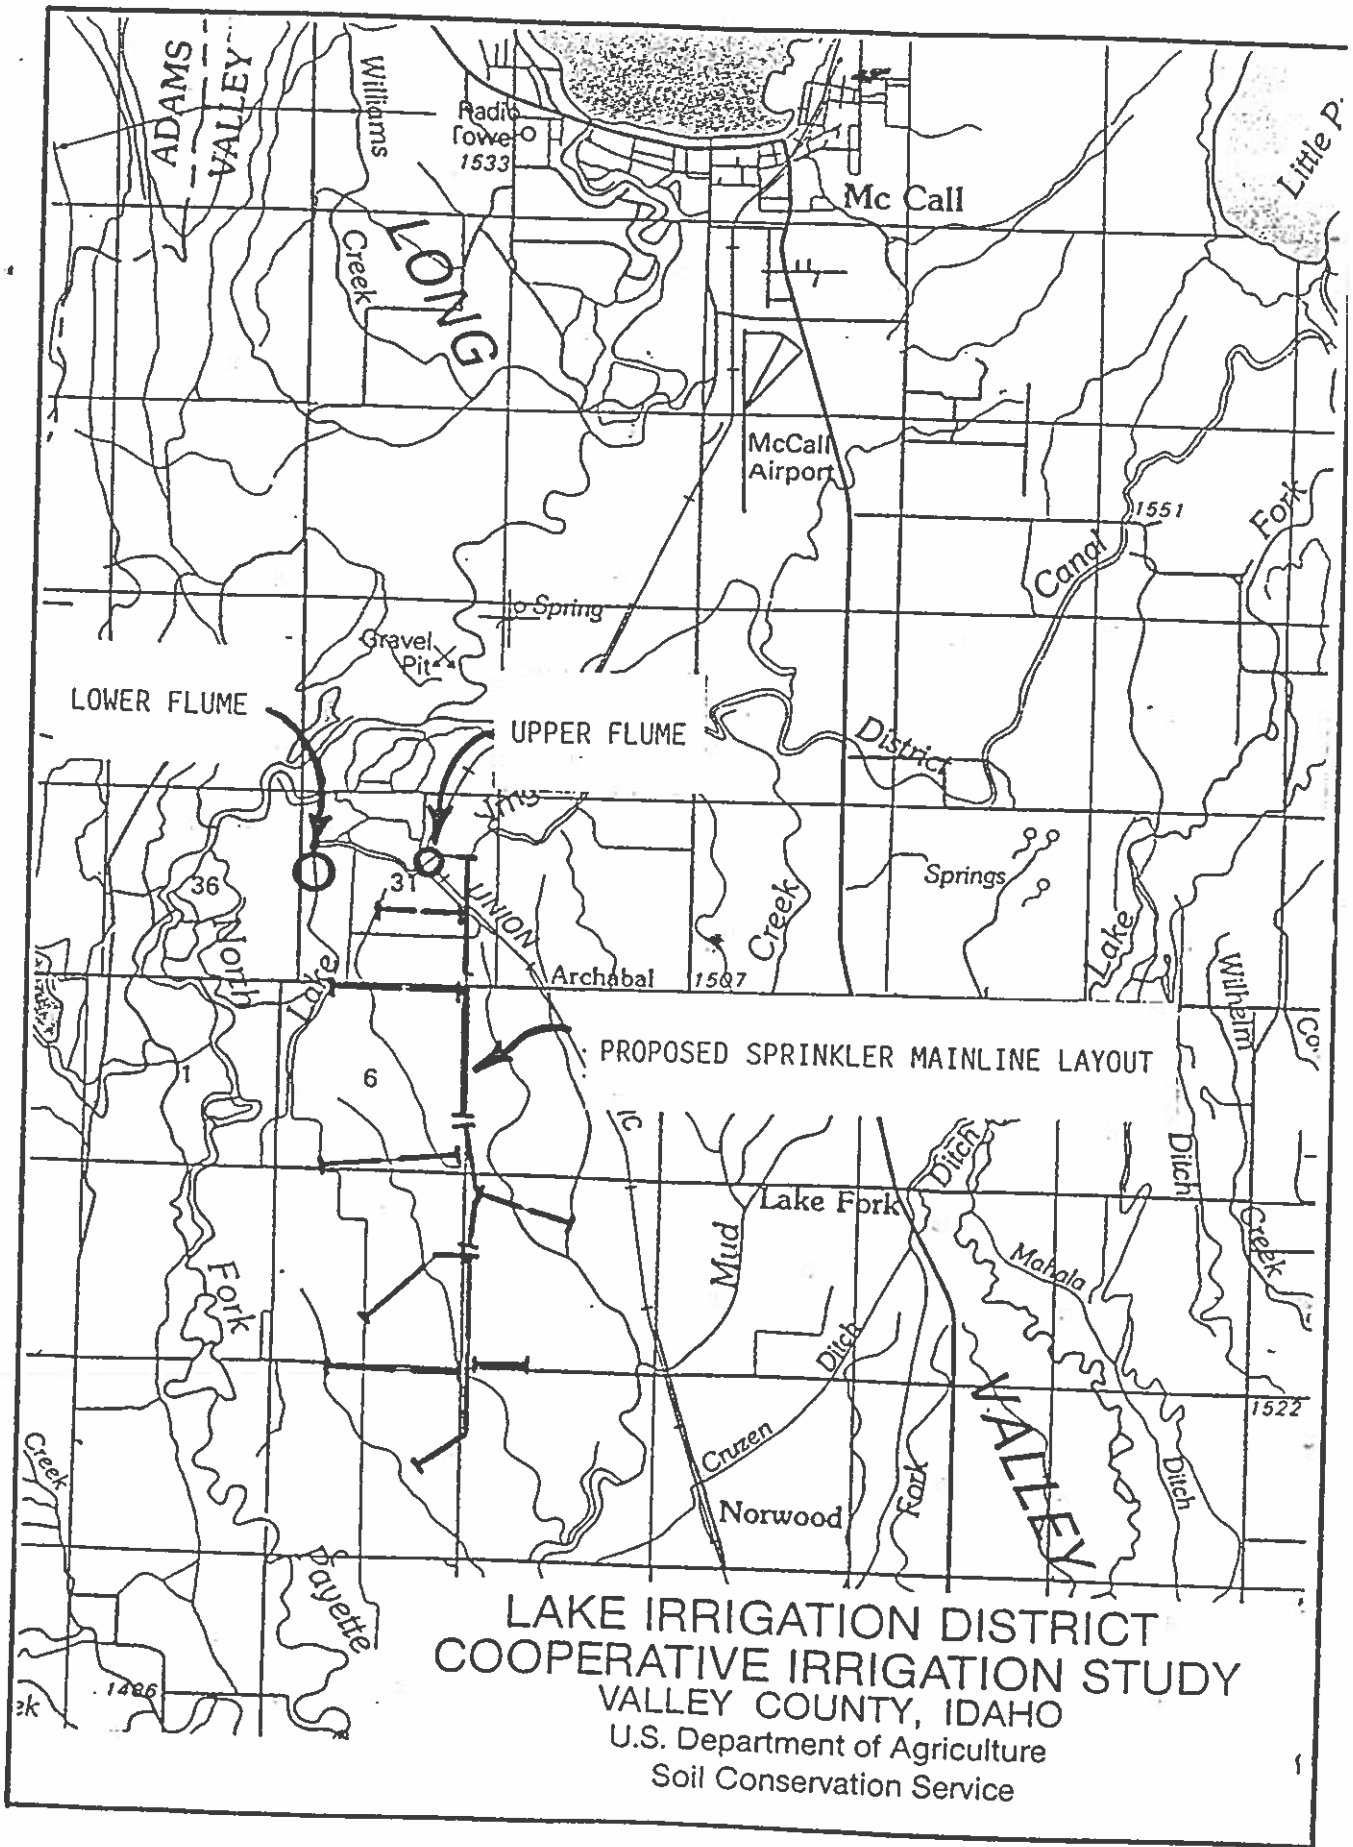 ADAMS
VALLEY
Williams
Creek
LONG
Radio
Tower
1533
Mc Call
Little P
McCall
Airport
1551
Canal
Fork
Spring
Gravel
Pit
LOWER FLUME
UPPER FLUME
District
36
31
UNION
Creek
Springs
Lake
North
Lake
Archabal
1507
Wilhelm
Co
1
6
PROPOSED SPRINKLER MAINLINE LAYOUT
Ditch
Ditch
Lake Fork
Mud
Mahala
Creek
Fork
Ditch
VALLEY
1522
Creek
Cruzen
Fork
Ditch
Norwood
Payette
1486
ek
LAKE IRRIGATION DISTRICT
COOPERATIVE IRRIGATION STUDY
VALLEY COUNTY, IDAHO
U.S. Department of Agriculture
Soil Conservation Service